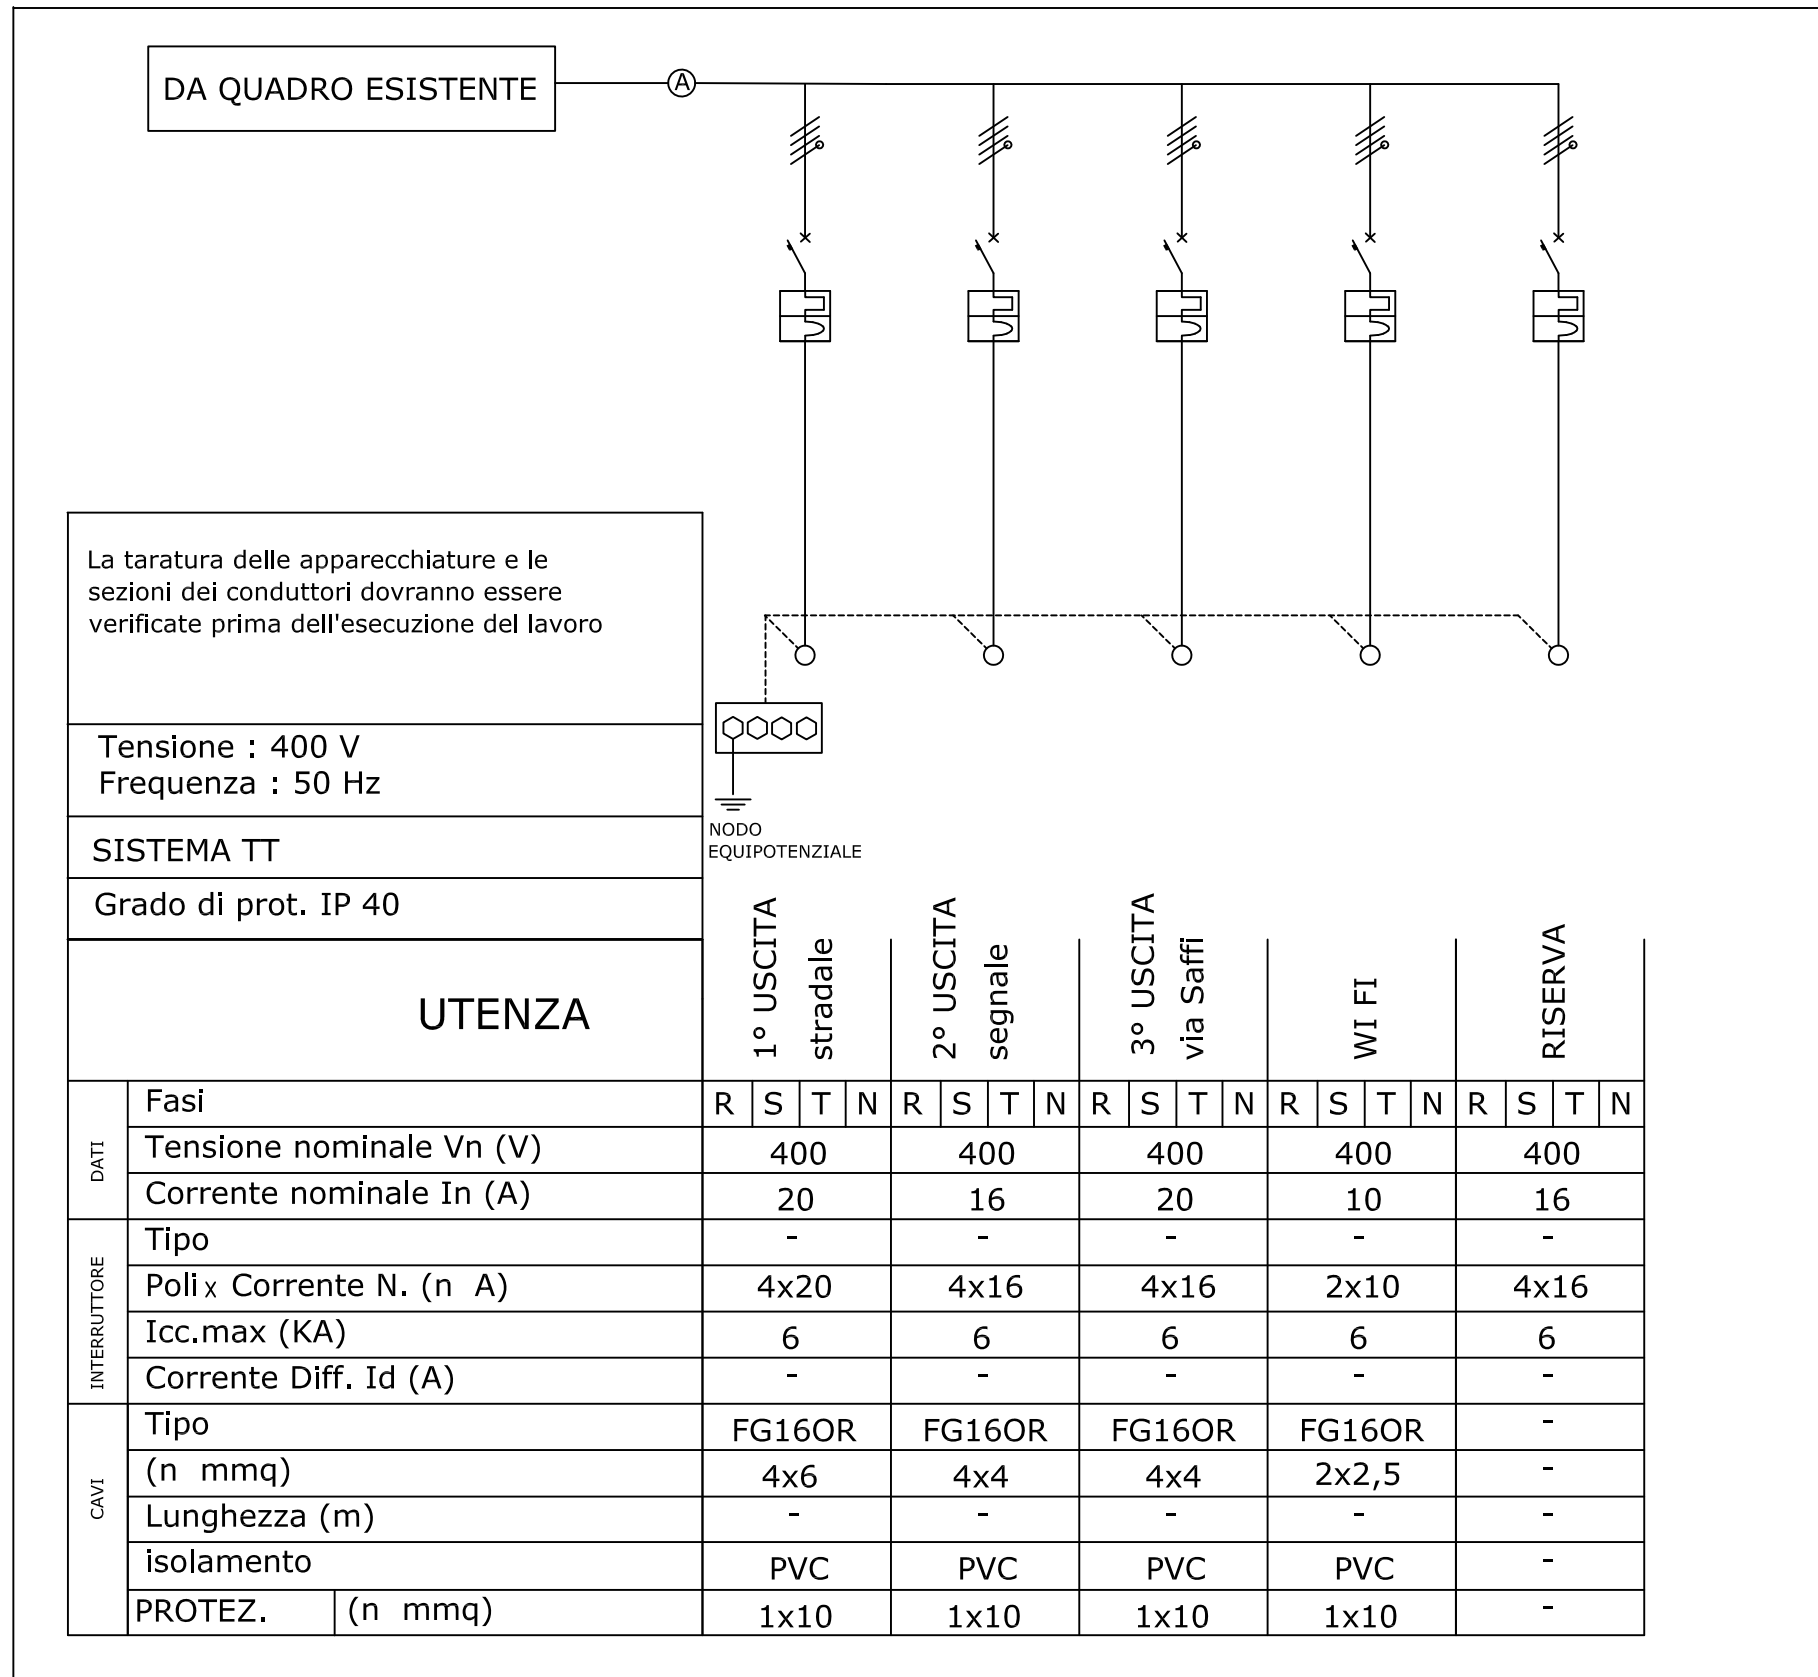 DA QUADRO ESISTENTE
A
La taratura delle apparecchiature e le
sezioni dei conduttori dovranno essere
verificate prima dell'esecuzione del lavoro
Tensione : 400 V
Frequenza : 50 Hz
SISTEMA TT
Grado di prot. IP 40
NODO
EQUIPOTENZIALE
UTENZA
1° USCITA
stradale
2° USCITA
segnale
3° USCITA
via Saffi
WI FI
RISERVA
DATI
Fasi R S T N R S T N R S T N R S T N R S T N
Tensione nominale Vn (V) 400 400 400 400 400
Corrente nominale In (A) 20 16 20 10 16
INTERRUTTORE
Tipo - - - - -
Poli x Corrente N. (n A) 4x20 4x16 4x16 2x10 4x16
Icc.max (KA) 6 6 6 6 6
Corrente Diff. Id (A) - - - - -
CAVI
Tipo FG16OR FG16OR FG16OR FG16OR -
(n mmq) 4x6 4x4 4x4 2x2,5 -
Lunghezza (m) - - - - -
isolamento PVC PVC PVC PVC -
PROTEZ. (n mmq) 1x10 1x10 1x10 1x10 -